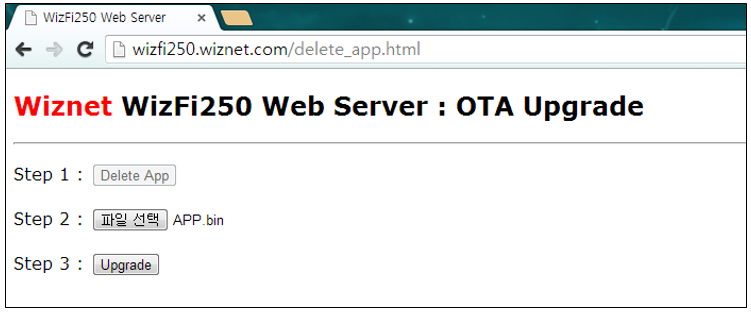 WizFi250 Web Server
wizfi250.wiznet.com/delete_app.html
Wiznet WizFi250 Web Server : OTA Upgrade
Step 1 : Delete App
Step 2 : 파일 선택 APP.bin
Step 3 : Upgrade